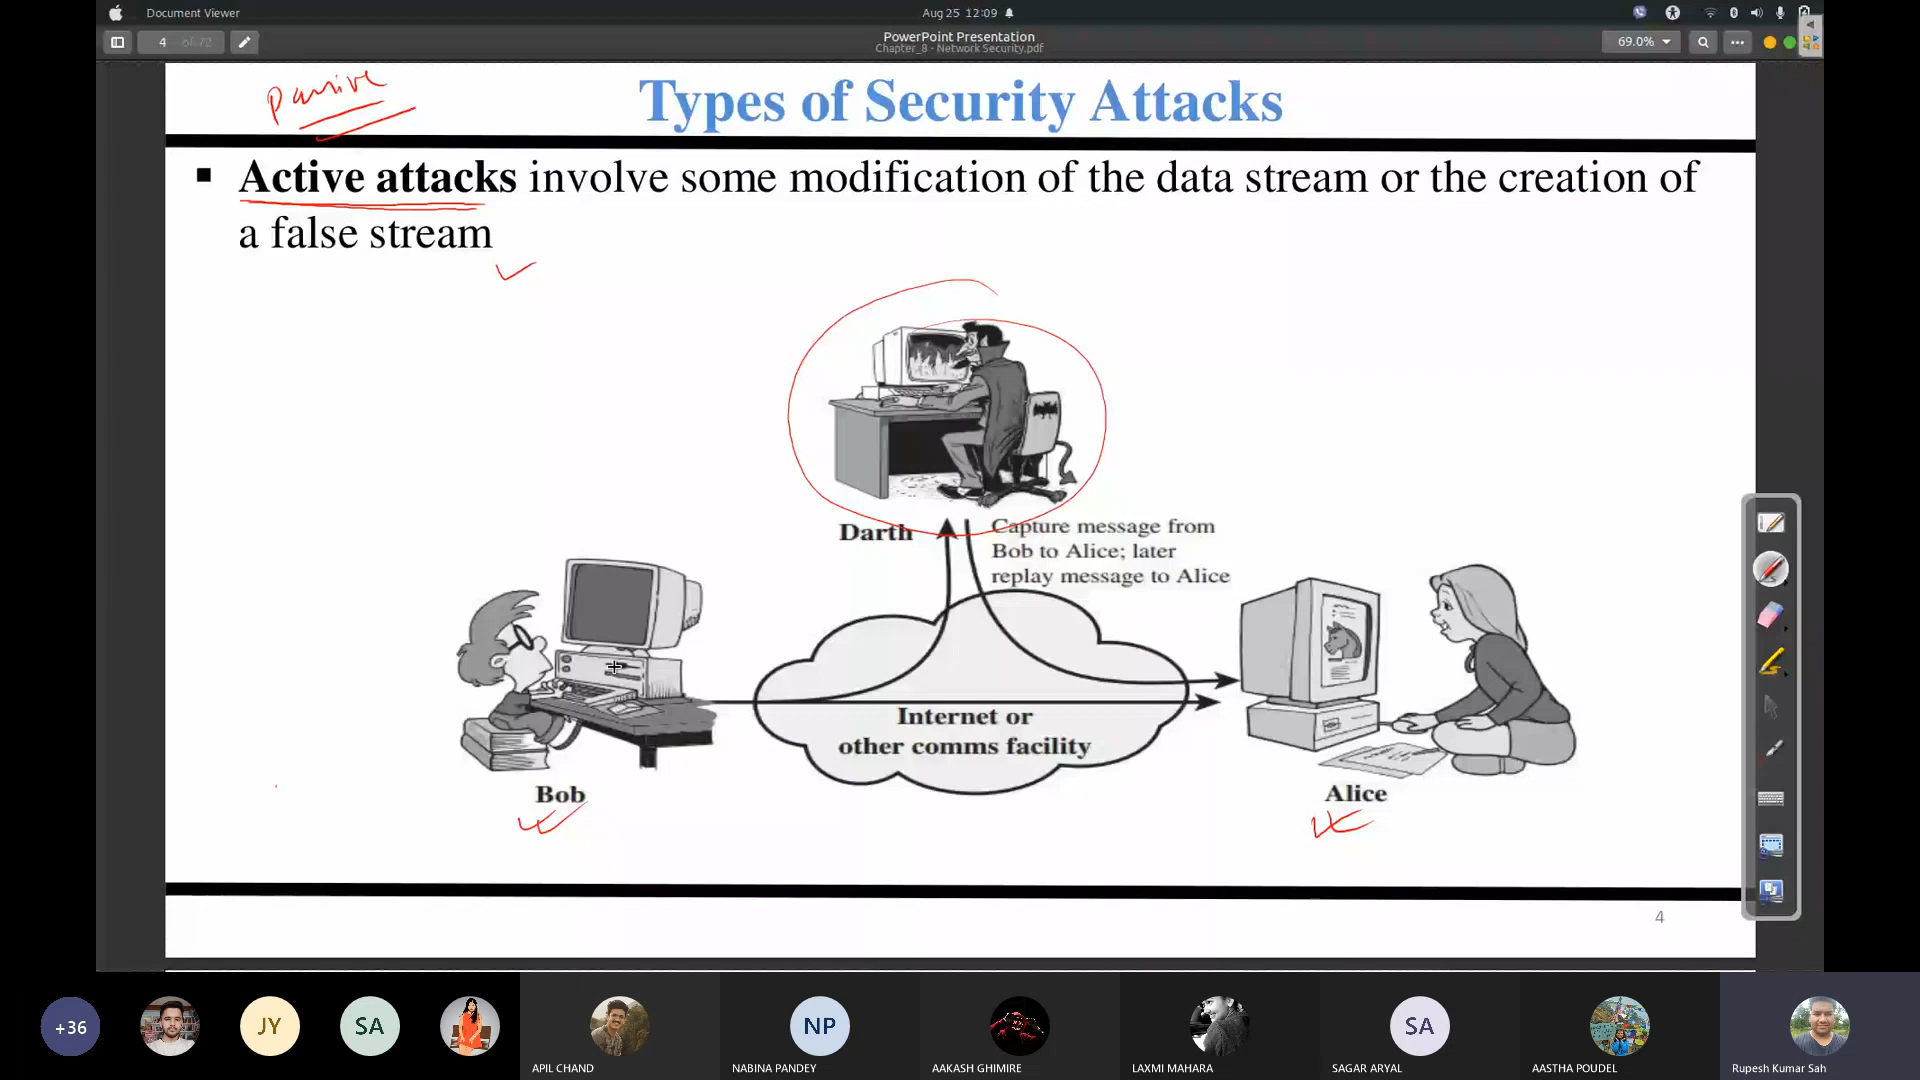 Document Viewer
Aug 25 12:09
4 of 72
PowerPoint Presentation
Chapter_8 - Network Security.pdf
69.0%
passive
Types of Security Attacks
Active attacks involve some modification of the data stream or the creation of
a false stream
Darth
Capture message from
Bob to Alice; later
replay message to Alice
Internet or
other comms facility
Bob
Alice
4
+36
JY
SA
NP
SA
APIL CHAND
NABINA PANDEY
AAKASH GHIMIRE
LAXMI MAHARA
SAGAR ARYAL
AASTHA POUDEL
Rupesh Kumar Sah